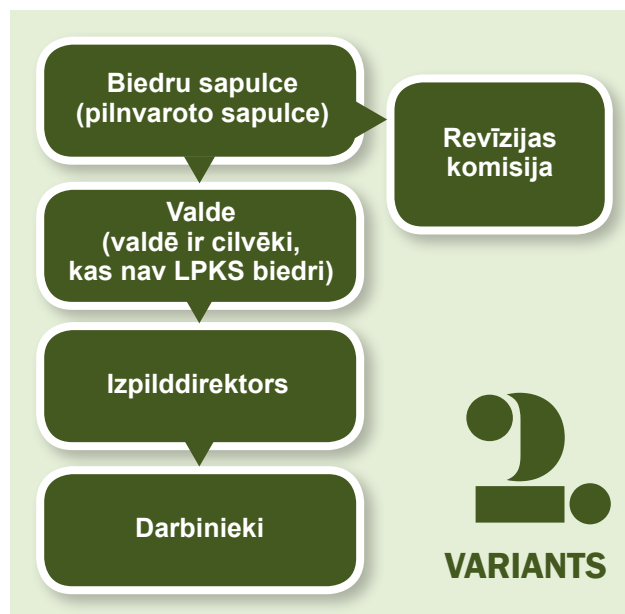 Biedru sapulce
(pilnvaroto sapulce)
Revīzijas
komisija
Valde
(valdē ir cilvēki,
kas nav LPKS biedri)
Izpilddirektors
Darbinieki
2.
VARIANTS